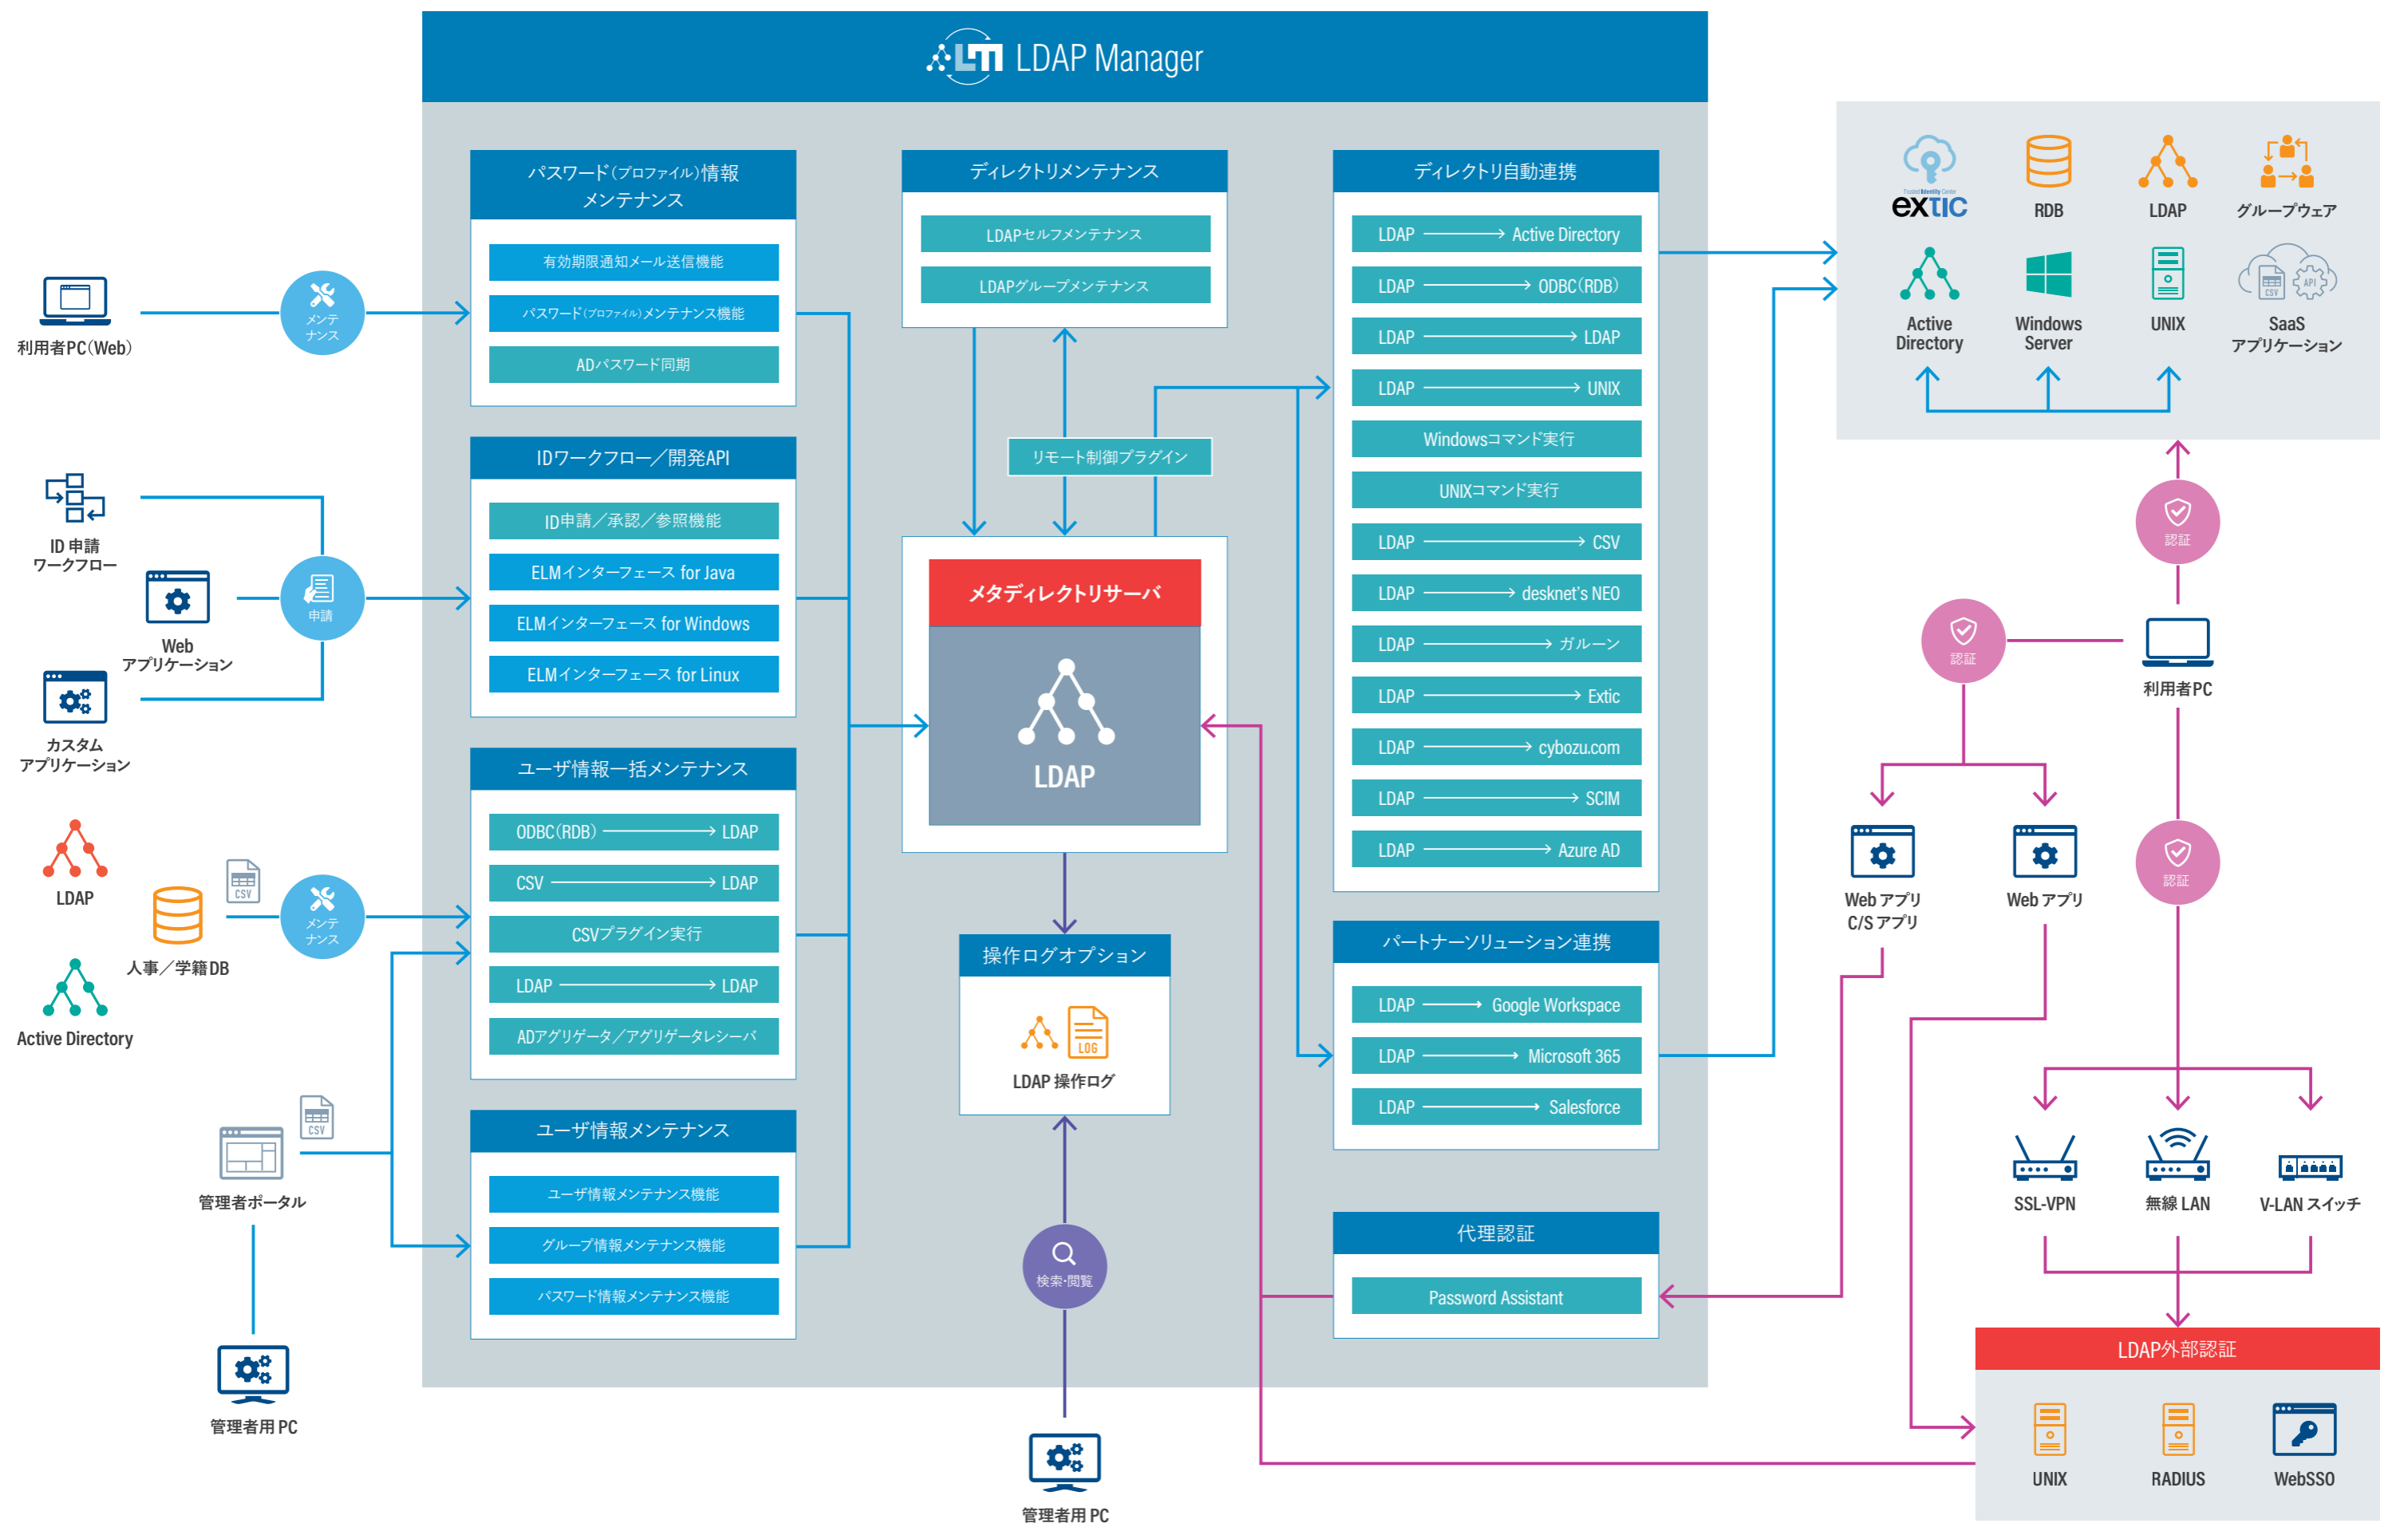 LM LDAP Manager
利用者PC（Web）
メンテ
ナンス
ID 申請
ワークフロー
Web
アプリケーション
カスタム
アプリケーション
申請
LDAP
CSV
人事／学籍DB
Active Directory
メンテ
ナンス
CSV
管理者ポータル
管理者用 PC
パスワード（プロファイル）情報
メンテナンス
有効期限通知メール送信機能
パスワード（プロファイル）メンテナンス機能
ADパスワード同期
IDワークフロー／開発API
ID申請／承認／参照機能
ELMインターフェース for Java
ELMインターフェース for Windows
ELMインターフェース for Linux
ユーザ情報一括メンテナンス
ODBC（RDB） → LDAP
CSV → LDAP
CSVプラグイン実行
LDAP → LDAP
ADアグリゲータ／アグリゲータレシーバ
ユーザ情報メンテナンス
ユーザ情報メンテナンス機能
グループ情報メンテナンス機能
パスワード情報メンテナンス機能
ディレクトリメンテナンス
LDAPセルフメンテナンス
LDAPグループメンテナンス
リモート制御プラグイン
メタディレクトリサーバ
LDAP
操作ログオプション
LOG
LDAP 操作ログ
検索・閲覧
管理者用 PC
ディレクトリ自動連携
LDAP → Active Directory
LDAP → ODBC（RDB）
LDAP → LDAP
LDAP → UNIX
Windowsコマンド実行
UNIXコマンド実行
LDAP → CSV
LDAP → desknet's NEO
LDAP → ガルーン
LDAP → Extic
LDAP → cybozu.com
LDAP → SCIM
LDAP → Azure AD
パートナーソリューション連携
LDAP → Google Workspace
LDAP → Microsoft 365
LDAP → Salesforce
代理認証
Password Assistant
Trusted Identity Center
exTIC
RDB
LDAP
グループウェア
Active
Directory
Windows
Server
UNIX
CSV
API
SaaS
アプリケーション
認証
認証
利用者PC
Web アプリ
C/S アプリ
Web アプリ
認証
SSL-VPN
無線 LAN
V-LAN スイッチ
LDAP外部認証
UNIX
RADIUS
WebSSO